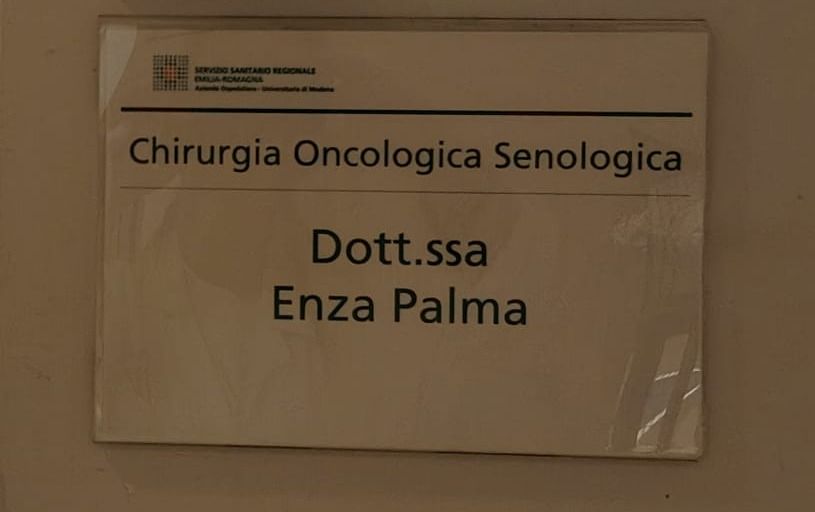 SERVIZIO SANITARIO REGIONALE
EMILIA-ROMAGNA
Azienda Ospedaliero - Universitaria di Modena
Chirurgia Oncologica Senologica
Dott.ssa
Enza Palma